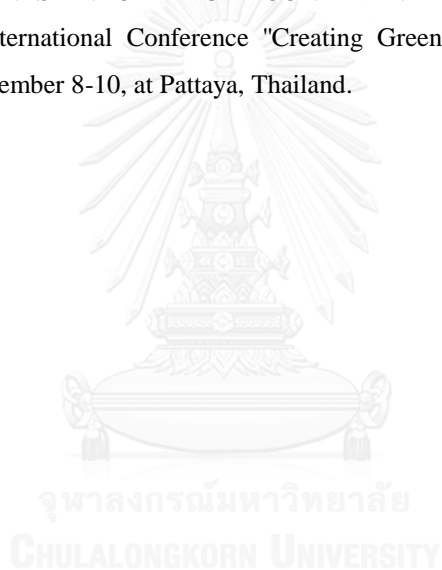 ternational Conference "Creating Green
ember 8-10, at Pattaya, Thailand.
จุฬาลงกรณ์มหาวิทยาลัย
CHULALONGKORN UNIVERSITY